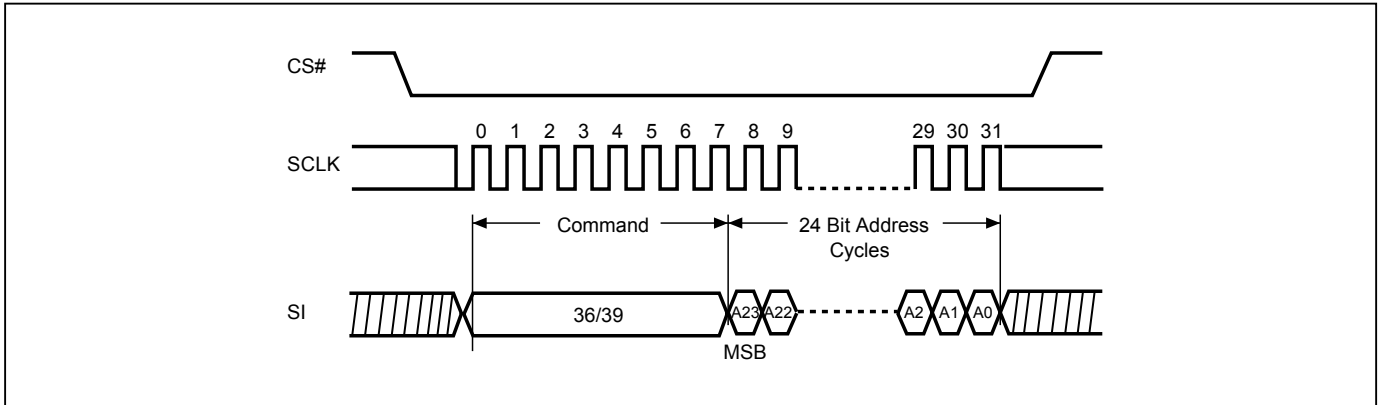 CS#
0 1 2 3 4 5 6 7 8 9 29 30 31
SCLK
Command 24 Bit Address
Cycles
SI 36/39 A23 A22 A2 A1 A0
MSB